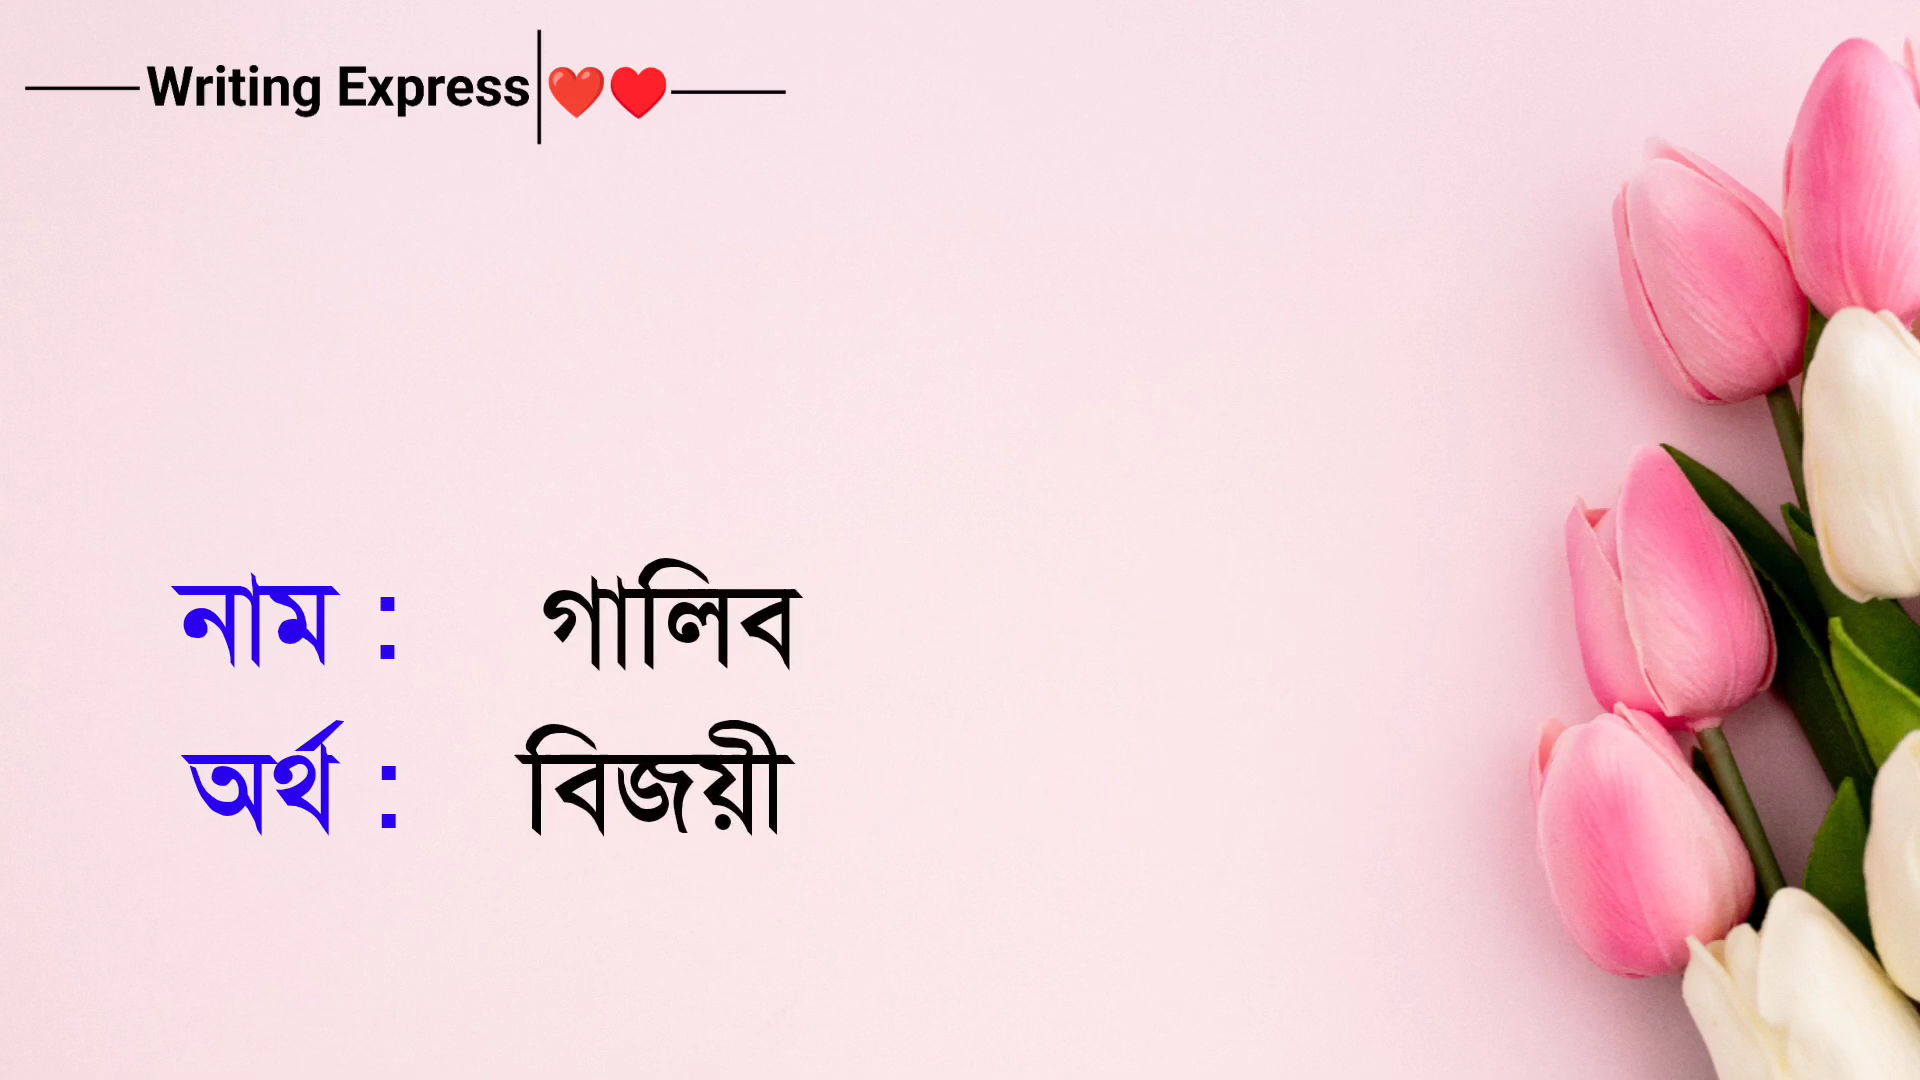 Writing Express ❤️♥️
নাম : গালিব
অর্থ : বিজয়ী